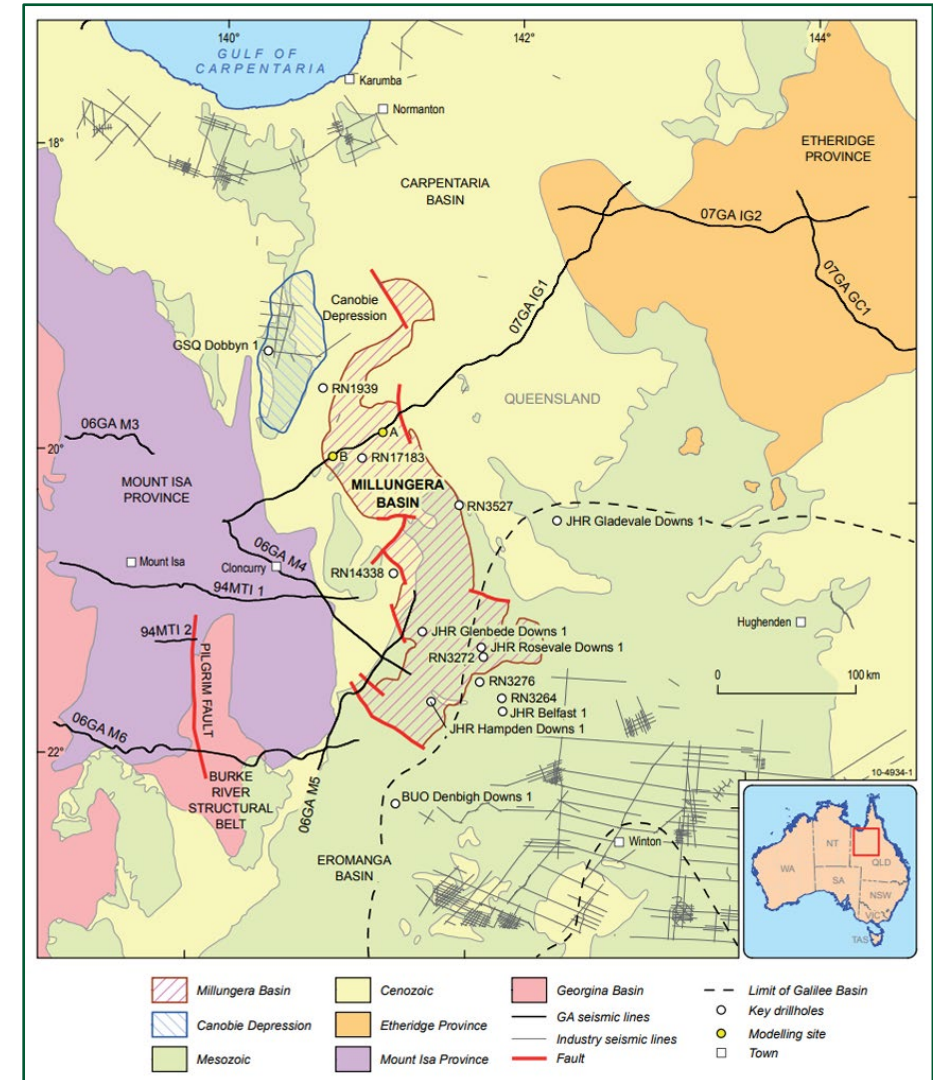 140°
142°
144°
GULF OF
CARPENTARIA
Karumba
Normanton
18°
ETHERIDGE
PROVINCE
CARPENTARIA
BASIN
07GA IG2
07GA IG1
07GA GC1
Canobie
Depression
GSQ Dobbyn 1
RN1939
QUEENSLAND
06GA M3
20°
A
B
RN17183
MOUNT ISA
PROVINCE
MILLUNGERA
BASIN
RN3527
JHR Gladevale Downs 1
06GA M4
Mount Isa
Cloncurry
RN14338
94MTI 1
Hughenden
94MTI 2
JHR Glenbede Downs 1
JHR Rosevale Downs 1
RN3272
PILGRIM FAULT
RN3276
0
100 km
RN3264
JHR Belfast 1
JHR Hampden Downs 1
06GA M6
22°
10-4934-1
BURKE
RIVER
STRUCTURAL
BELT
06GA M5
BUO Denbigh Downs 1
Winton
EROMANGA
BASIN
NT
QLD
WA
SA
NSW
VIC
TAS
Millungera Basin
Cenozoic
Georgina Basin
Limit of Galilee Basin
Canobie Depression
Etheridge Province
GA seismic lines
Key drillholes
Industry seismic lines
Modelling site
Mesozoic
Mount Isa Province
Fault
Town